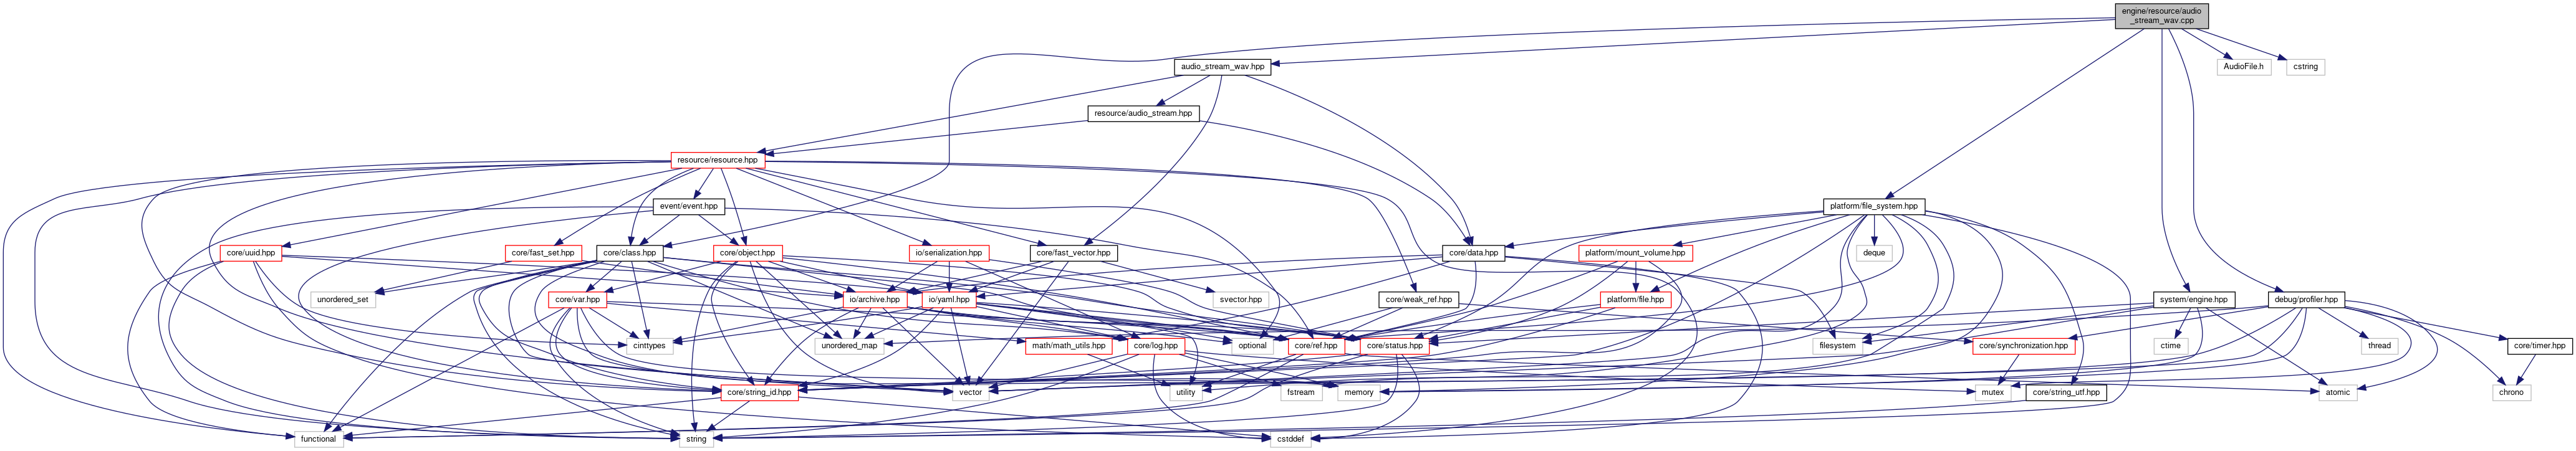 engine/resource/audio
_stream_wav.cpp
audio_stream_wav.hpp
AudioFile.h
cstring
resource/audio_stream.hpp
resource/resource.hpp
event/event.hpp
platform/file_system.hpp
core/uuid.hpp
core/fast_set.hpp
core/class.hpp
core/object.hpp
io/serialization.hpp
core/fast_vector.hpp
core/data.hpp
platform/mount_volume.hpp
deque
unordered_set
core/var.hpp
io/archive.hpp
io/yaml.hpp
svector.hpp
core/weak_ref.hpp
platform/file.hpp
system/engine.hpp
debug/profiler.hpp
cinttypes
unordered_map
math/math_utils.hpp
core/log.hpp
optional
core/ref.hpp
core/status.hpp
filesystem
core/synchronization.hpp
ctime
thread
core/timer.hpp
core/string_id.hpp
vector
utility
fstream
memory
mutex
core/string_utf.hpp
atomic
chrono
functional
string
cstddef